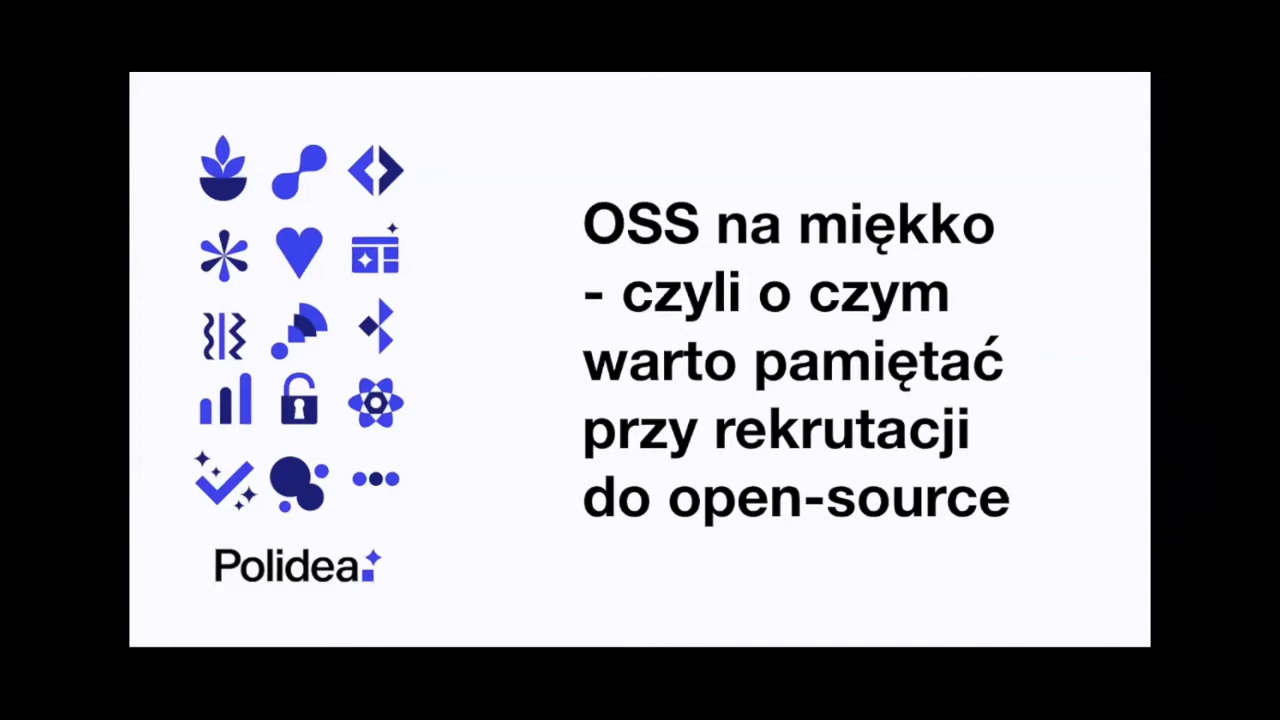 OSS na miękko
- czyli o czym
warto pamiętać
przy rekrutacji
do open-source
Polidea